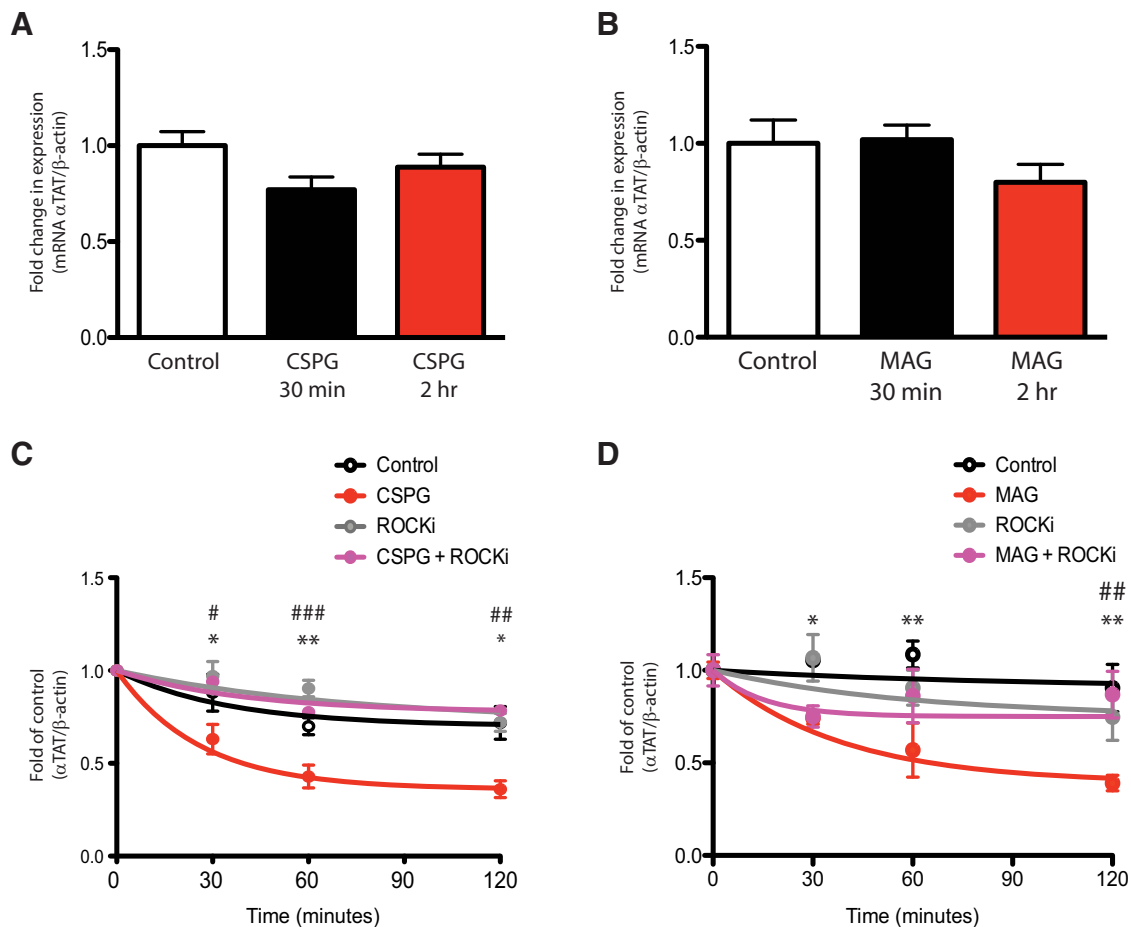 A
Fold change in expression
(mRNA αTAT/β-actin)
1.5
1.0
0.5
0.0
Control
CSPG
30 min
CSPG
2 hr
B
Fold change in expression
(mRNA αTAT/β-actin)
1.5
1.0
0.5
0.0
Control
MAG
30 min
MAG
2 hr
C
Control
CSPG
ROCKi
CSPG + ROCKi
Fold of control
(αTAT/β-actin)
1.5
1.0
0.5
0.0
# ### ##
* ** *
0 30 60 90 120
Time (minutes)
D
Control
MAG
ROCKi
MAG + ROCKi
Fold of control
(αTAT/β-actin)
1.5
1.0
0.5
0.0
##
* ** **
0 30 60 90 120
Time (minutes)